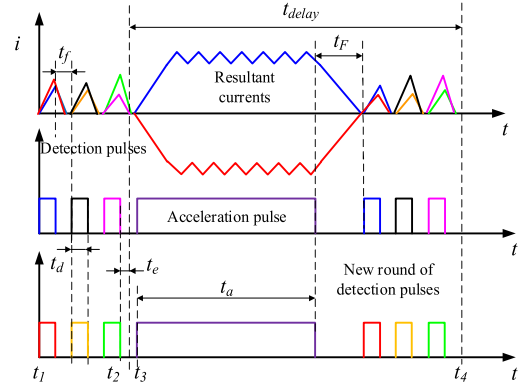 t_delay
i
t_f
t_F
Resultant
currents
t
Detection pulses
Acceleration pulse
t
t_d
t_e
New round of
detection pulses
t_a
t_1
t_2
t_3
t_4
t